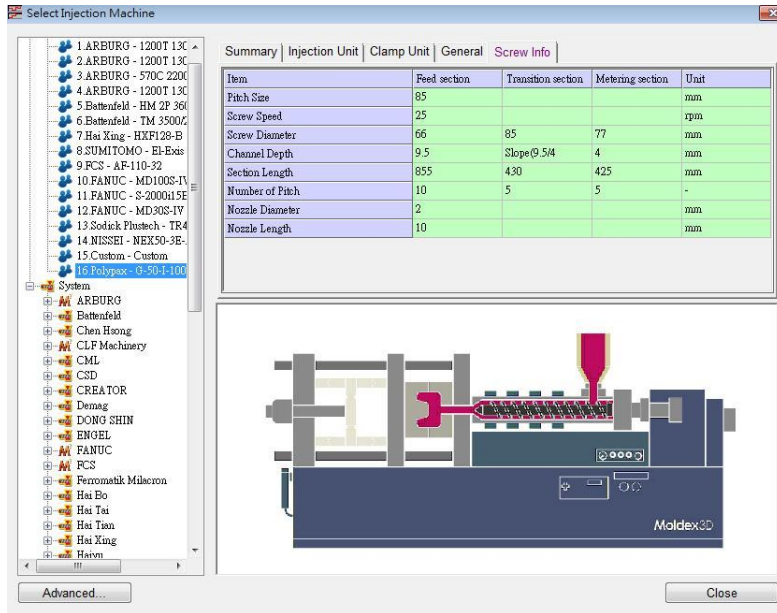 Select Injection Machine
1.ARBURG - 1200T 130
2.ARBURG - 1200T 130
3.ARBURG - 570C 2200
4.ARBURG - 1200T 130
5.Battenfeld - HM 2P 360
6.Battenfeld - TM 3500/2
7.Hai Xing - HXF128-B
8.SUMITOMO - El-Exis
9.FCS - AF-110-32
10.FANUC - MD100S-IV
11.FANUC - S-2000i15B
12.FANUC - MD30S-IV
13.Sodick Plustech - TR4
14.NISSEI - NEX50-3E-
15.Custom - Custom
16.Polypax - G-50-I-100
System
ARBURG
Battenfeld
Chen Hsong
CLF Machinery
CML
CSD
CREATOR
Demag
DONG SHIN
ENGEL
FANUC
FCS
Ferromatik Milacron
Hai Bo
Hai Tai
Hai Tian
Hai Xing
Haiyu
Summary Injection Unit Clamp Unit General Screw Info
Item Feed section Transition section Metering section Unit
Pitch Size 85 mm
Screw Speed 25 rpm
Screw Diameter 66 85 77 mm
Channel Depth 9.5 Slope(9.5/4 4 mm
Section Length 855 430 425 mm
Number of Pitch 10 5 5 -
Nozzle Diameter 2 mm
Nozzle Length 10 mm
Moldex3D
Advanced... Close